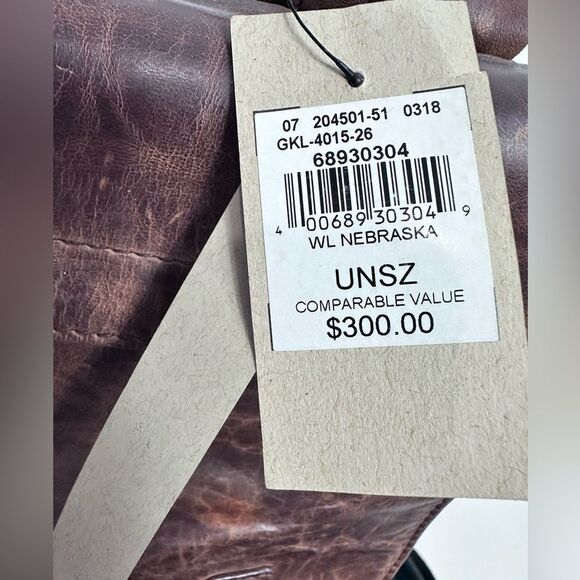 07 204501-51 0318
GKL-4015-26
68930304
4 00689 30304 9
WL NEBRASKA
UNSZ
COMPARABLE VALUE
$300.00